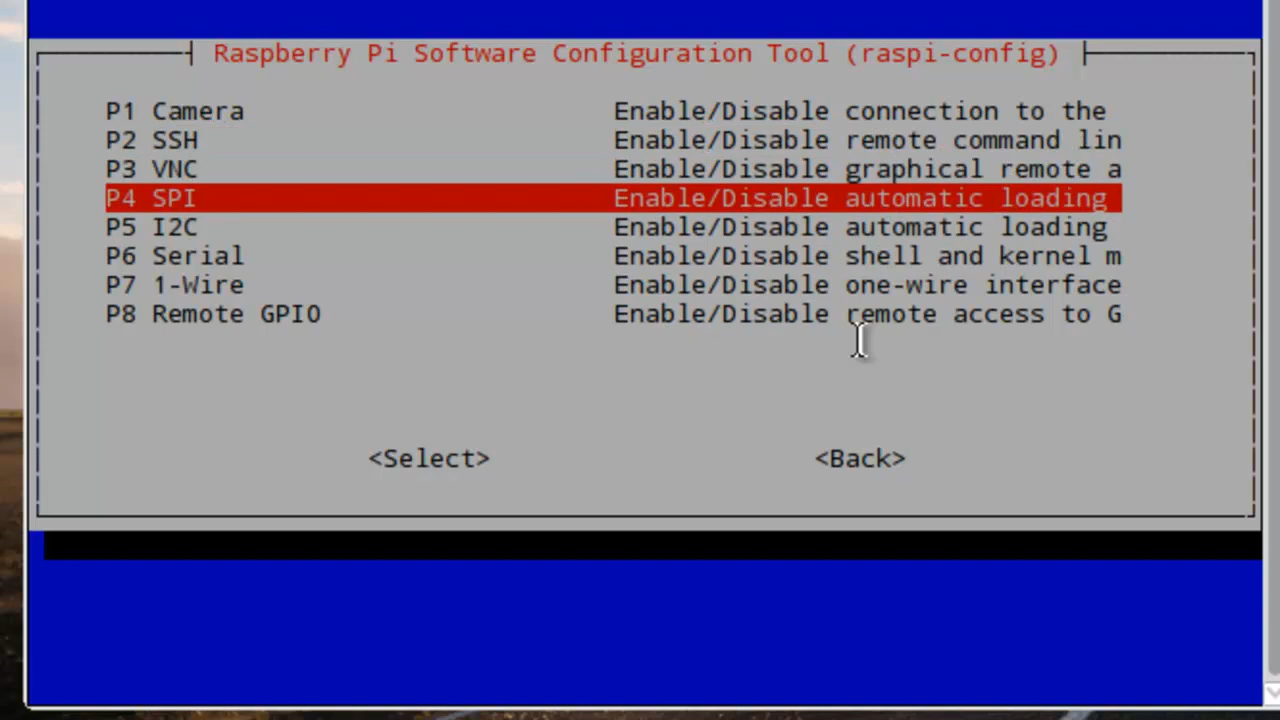 Raspberry Pi Software Configuration Tool (raspi-config)
P1 Camera Enable/Disable connection to the
P2 SSH Enable/Disable remote command lin
P3 VNC Enable/Disable graphical remote a
P4 SPI Enable/Disable automatic loading
P5 I2C Enable/Disable automatic loading
P6 Serial Enable/Disable shell and kernel m
P7 1-Wire Enable/Disable one-wire interface
P8 Remote GPIO Enable/Disable remote access to G
<Select> <Back>